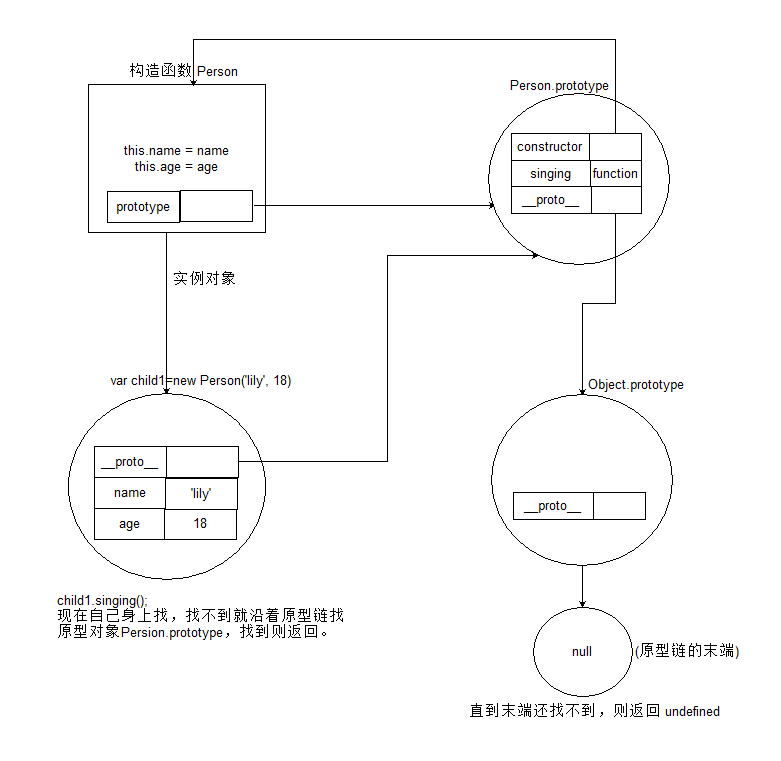 构造函数 Person
this.name = name
this.age = age
prototype
Person.prototype
constructor
singing function
__proto__
实例对象
var child1=new Person('lily', 18)
__proto__
name 'lily'
age 18
child1.singing();
现在自己身上找，找不到就沿着原型链找
原型对象Persion.prototype，找到则返回。
Object.prototype
__proto__
null
(原型链的末端)
直到末端还找不到，则返回 undefined